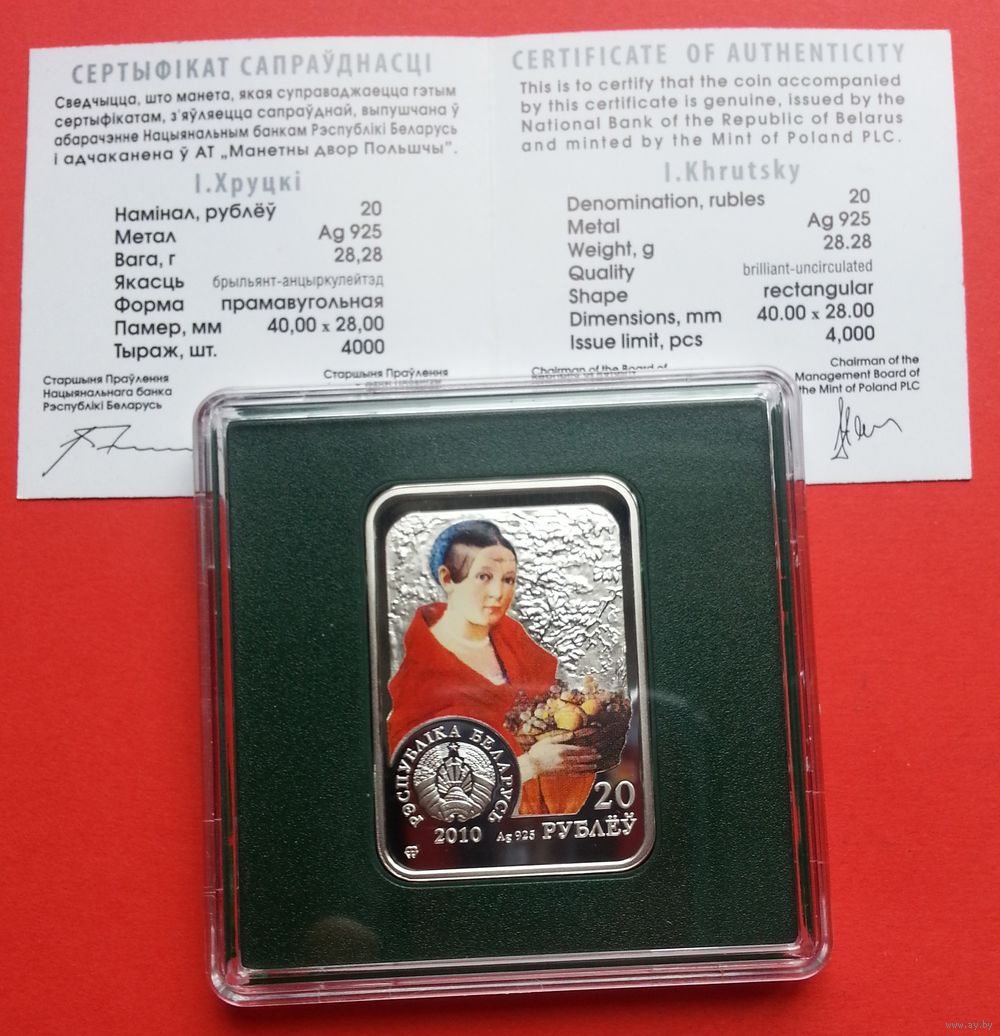 СЕРТЫФІКАТ САПРАЎДНАСЦІ
Сведчыцца, што манета, якая суправаджаецца гэтым
сертыфікатам, з'яўляецца сапраўднай, выпушчана ў
абарачэнне Нацыянальным банкам Рэспублікі Беларусь
і адчаканена ў АТ „Манетны двор Польшчы".
І.Хруцкі
Намінал, рублёў 20
Метал Ag 925
Вага, г 28,28
Якасць брыльянт-анцыркулейтэд
Форма прамавугольная
Памер, мм 40,00 x 28,00
Тыраж, шт. 4000
Старшыня Праўлення
Нацыянальнага банка
Рэспублікі Беларусь
Старшыня Праўлення
CERTIFICATE OF AUTHENTICITY
This is to certify that the coin accompanied
by this certificate is genuine, issued by the
National Bank of the Republic of Belarus
and minted by the Mint of Poland PLC.
I.Khrutsky
Denomination, rubles 20
Metal Ag 925
Weight, g 28.28
Quality brilliant-uncirculated
Shape rectangular
Dimensions, mm 40.00 x 28.00
Issue limit, pcs 4,000
Chairman of the Board of
Chairman of the
Management Board of
the Mint of Poland PLC
РЭСПУБЛІКА БЕЛАРУСЬ
2010 Ag 925
20
РУБЛЁЎ
www.ay.by